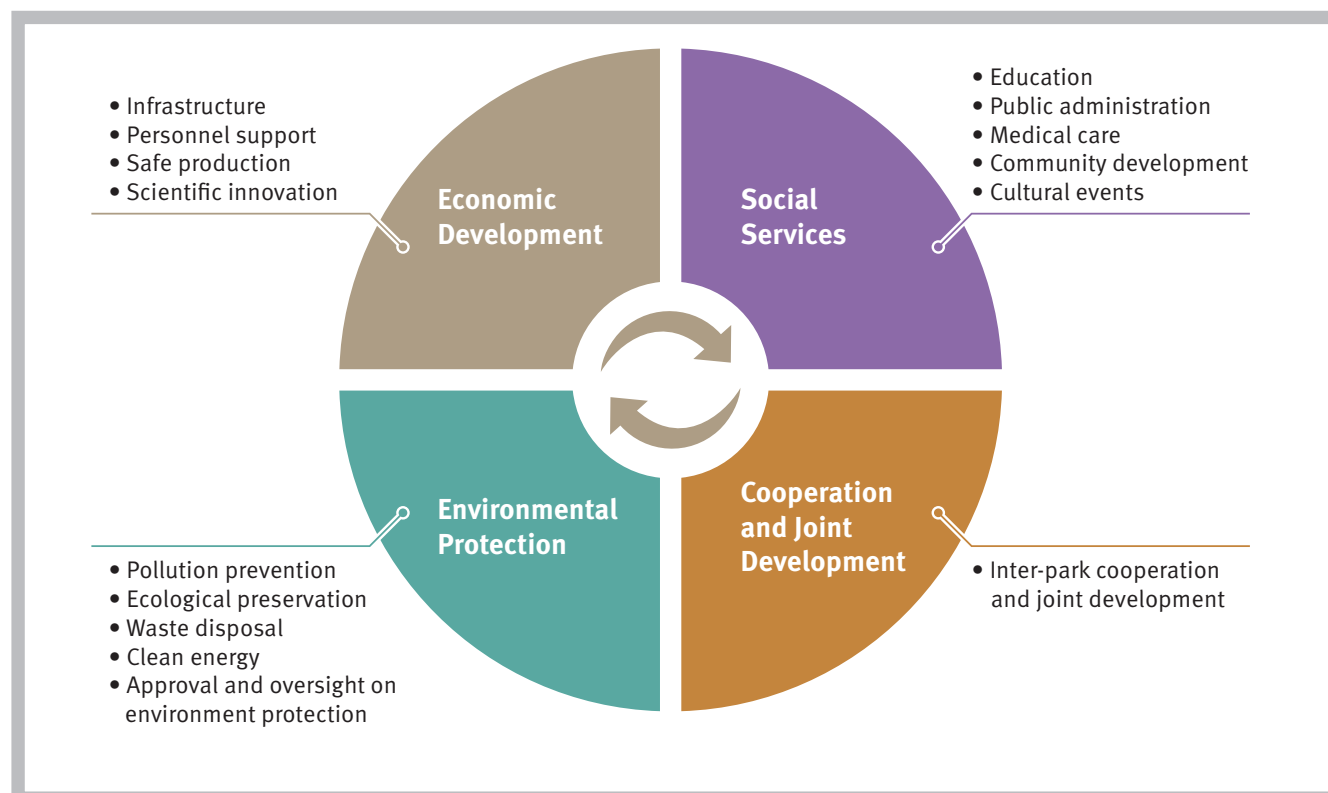 • Infrastructure
• Personnel support
• Safe production
• Scientific innovation
Economic
Development
Social
Services
• Education
• Public administration
• Medical care
• Community development
• Cultural events
Environmental
Protection
• Pollution prevention
• Ecological preservation
• Waste disposal
• Clean energy
• Approval and oversight on
environment protection
Cooperation
and Joint
Development
• Inter-park cooperation
and joint development